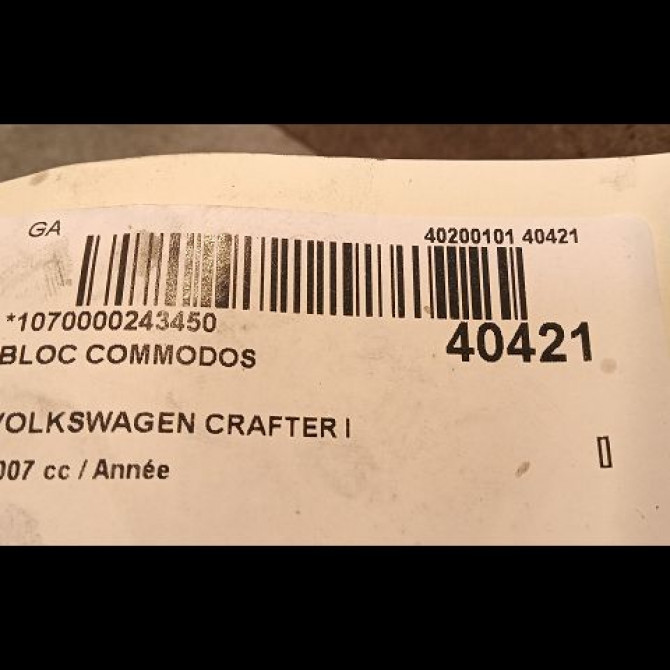 GA
40200101 40421
*1070000243450
40421
BLOC COMMODOS
VOLKSWAGEN CRAFTER I
007 cc / Année